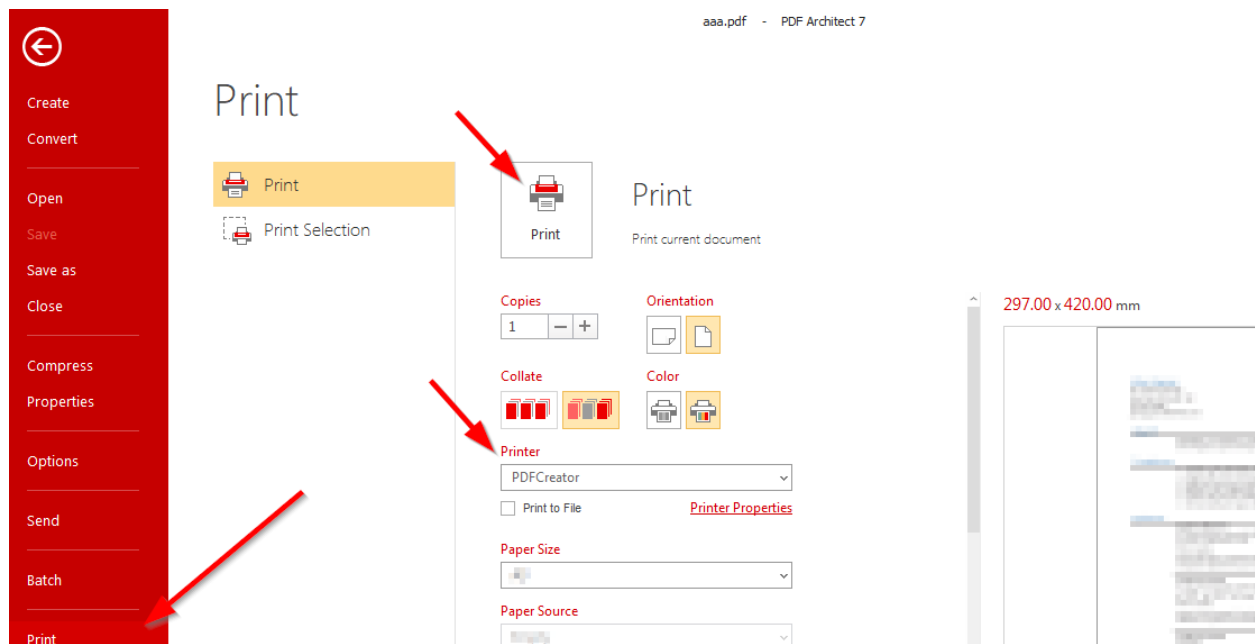 aaa.pdf - PDF Architect 7
Create
Convert
Open
Save
Save as
Close
Compress
Properties
Options
Send
Batch
Print
Print
Print
Print Selection
Print
Print
Print current document
Copies
1
Orientation
Collate
Color
Printer
PDFCreator
Print to File
Printer Properties
Paper Size
Paper Source
297.00 x 420.00 mm